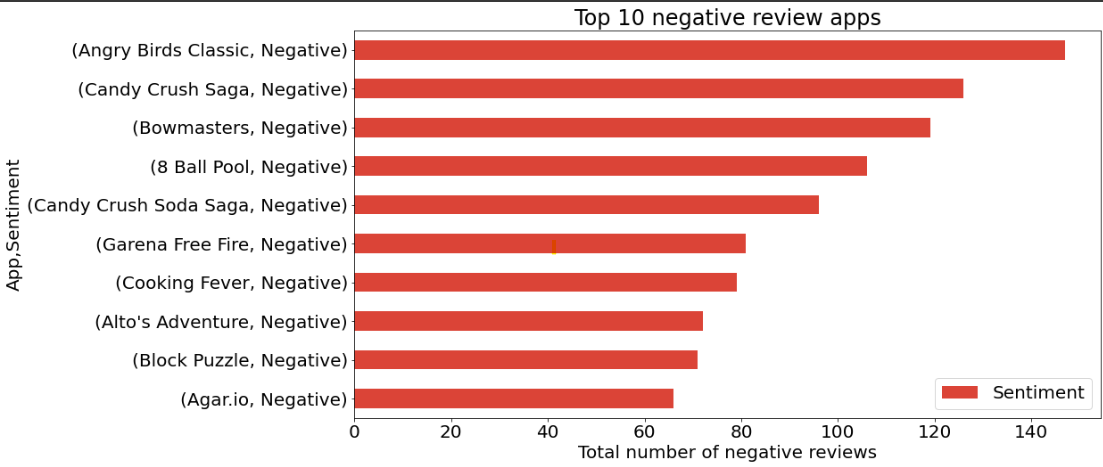 Top 10 negative review apps
(Angry Birds Classic, Negative)
(Candy Crush Saga, Negative)
(Bowmasters, Negative)
(8 Ball Pool, Negative)
(Candy Crush Soda Saga, Negative)
(Garena Free Fire, Negative)
(Cooking Fever, Negative)
(Alto's Adventure, Negative)
(Block Puzzle, Negative)
(Agar.io, Negative)
App,Sentiment
Sentiment
0 20 40 60 80 100 120 140
Total number of negative reviews